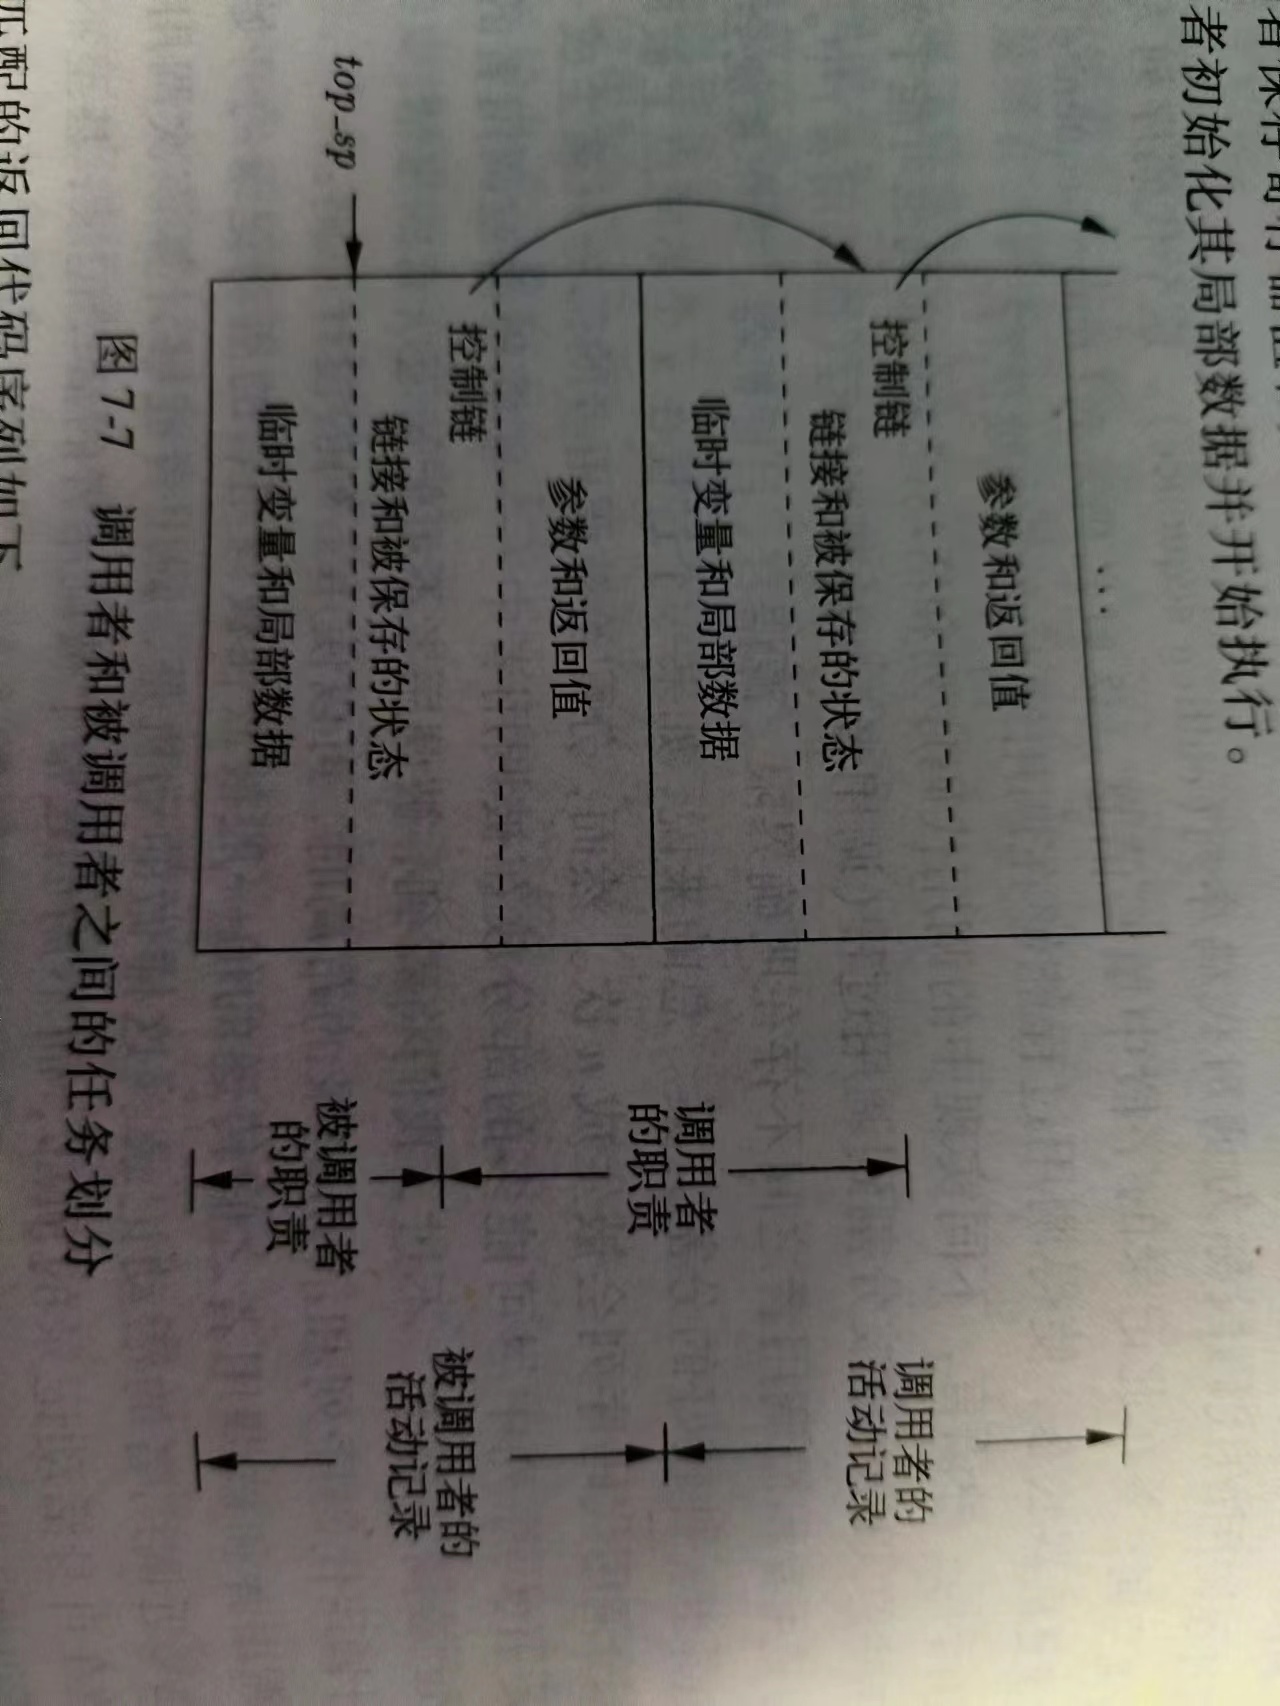 者初始化其局部数据并开始执行。
...
参数和返回值
控制链
链接和被保存的状态
临时变量和局部数据
参数和返回值
控制链
链接和被保存的状态
top_sp
临时变量和局部数据
调用者
的职责
被调用者
的职责
调用者的
活动记录
被调用者的
活动记录
图 7-7 调用者和被调用者之间的任务划分
匹配的返回代码序列如下